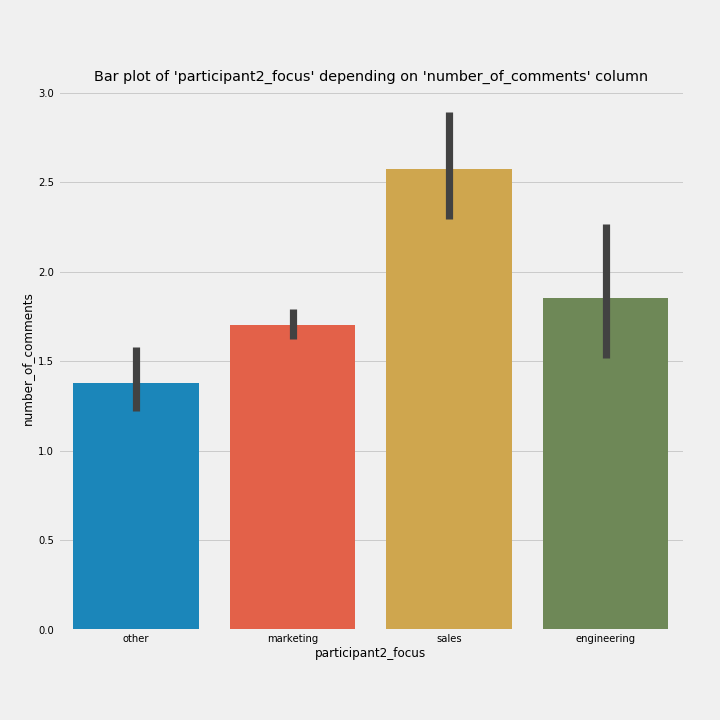 Bar plot of 'participant2_focus' depending on 'number_of_comments' column
3.0
2.5
2.0
1.5
1.0
0.5
0.0
number_of_comments
other
marketing
sales
engineering
participant2_focus